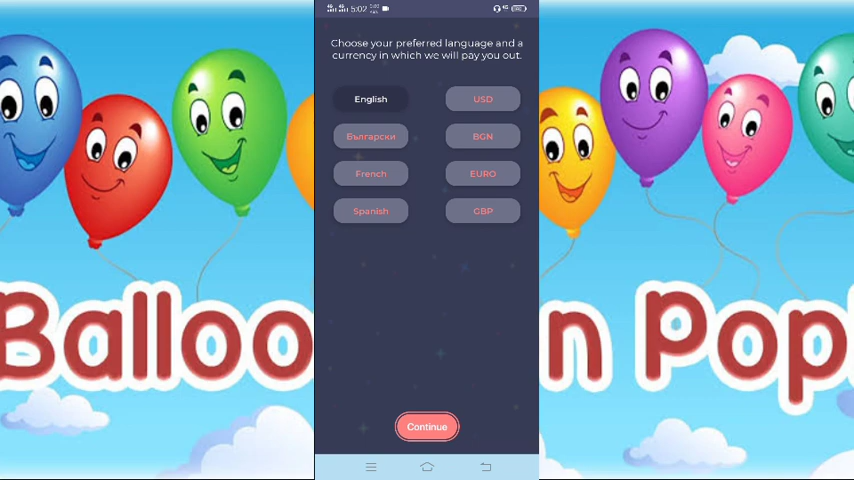 5:02
Choose your preferred language and a
currency in which we will pay you out.
English
USD
Български
BGN
French
EURO
Spanish
GBP
Balloo
n Pop
Continue